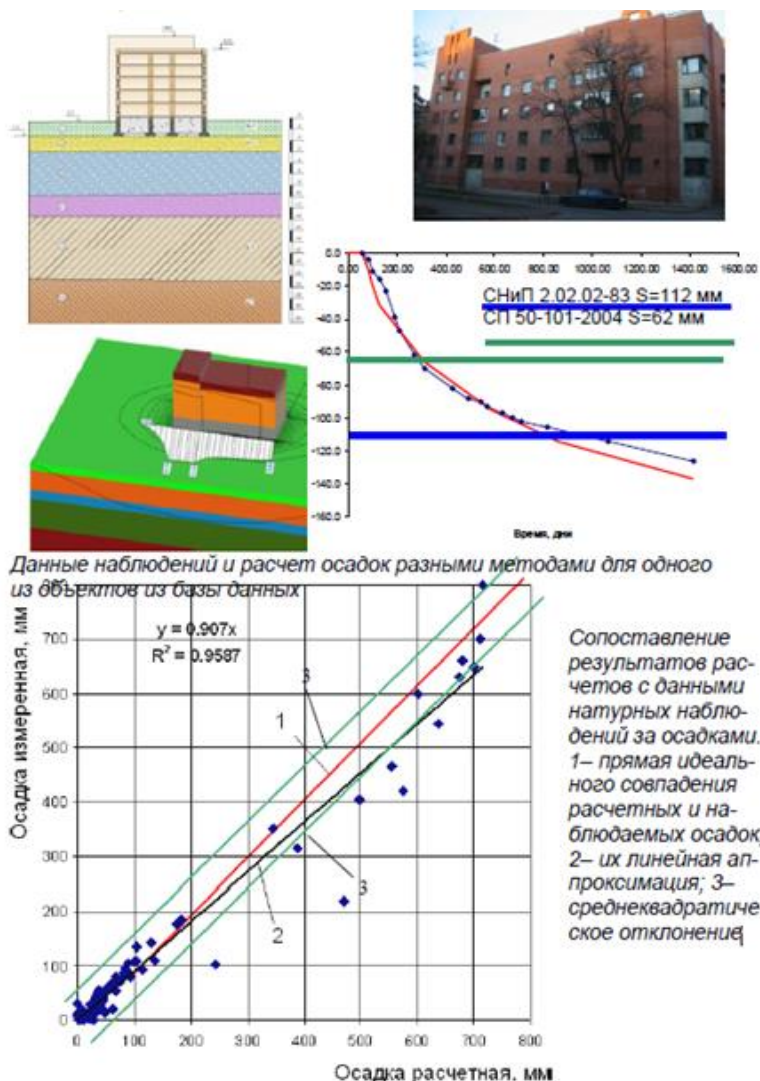 0.0
0.00 200.00 400.00 600.00 800.00 1000.00 1200.00 1400.00 1600.00
-20.0
-40.0
-60.0
-80.0
-100.0
-120.0
-140.0
-160.0
СНиП 2.02.02-83 S=112 мм
СП 50-101-2004 S=62 мм
Время, дни
Данные наблюдений и расчет осадок разными методами для одного
из объектов из базы данных
Осадка измеренная, мм
800
700
600
500
400
300
200
100
0
y = 0.907x
R² = 0.9587
3
1
3
2
0 100 200 300 400 500 600 700 800
Осадка расчетная, мм
Сопоставление
результатов рас-
четов с данными
натурных наблю-
дений за осадками.
1– прямая идеаль-
ного совпадения
расчетных и на-
блюдаемых осадок,
2– их линейная ап-
проксимация; 3–
среднеквадратиче
ское отклонение